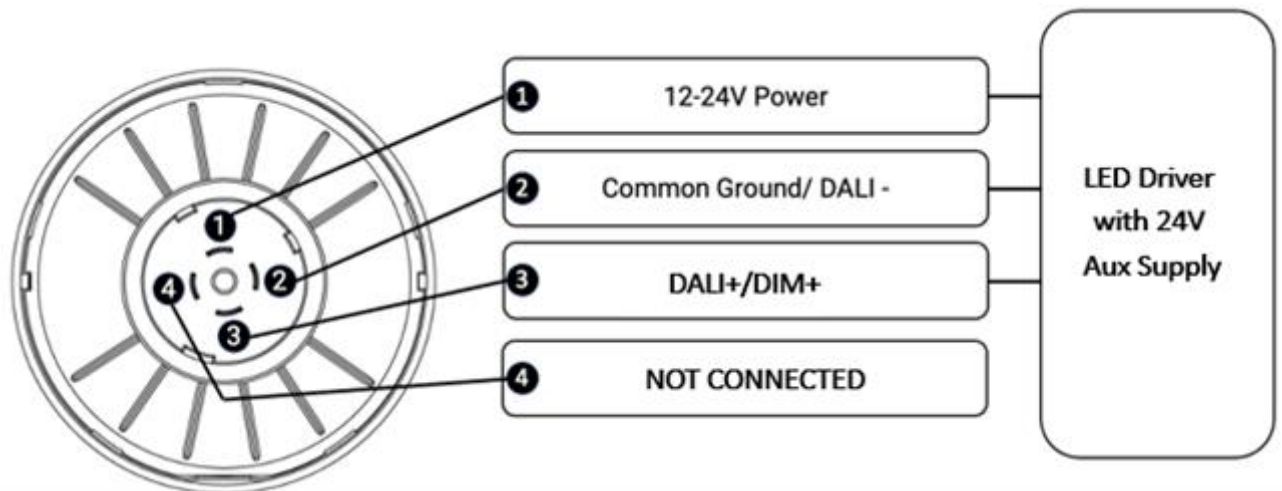 1
2
3
4
1 12-24V Power
2 Common Ground/ DALI -
3 DALI+/DIM+
4 NOT CONNECTED
LED Driver
with 24V
Aux Supply